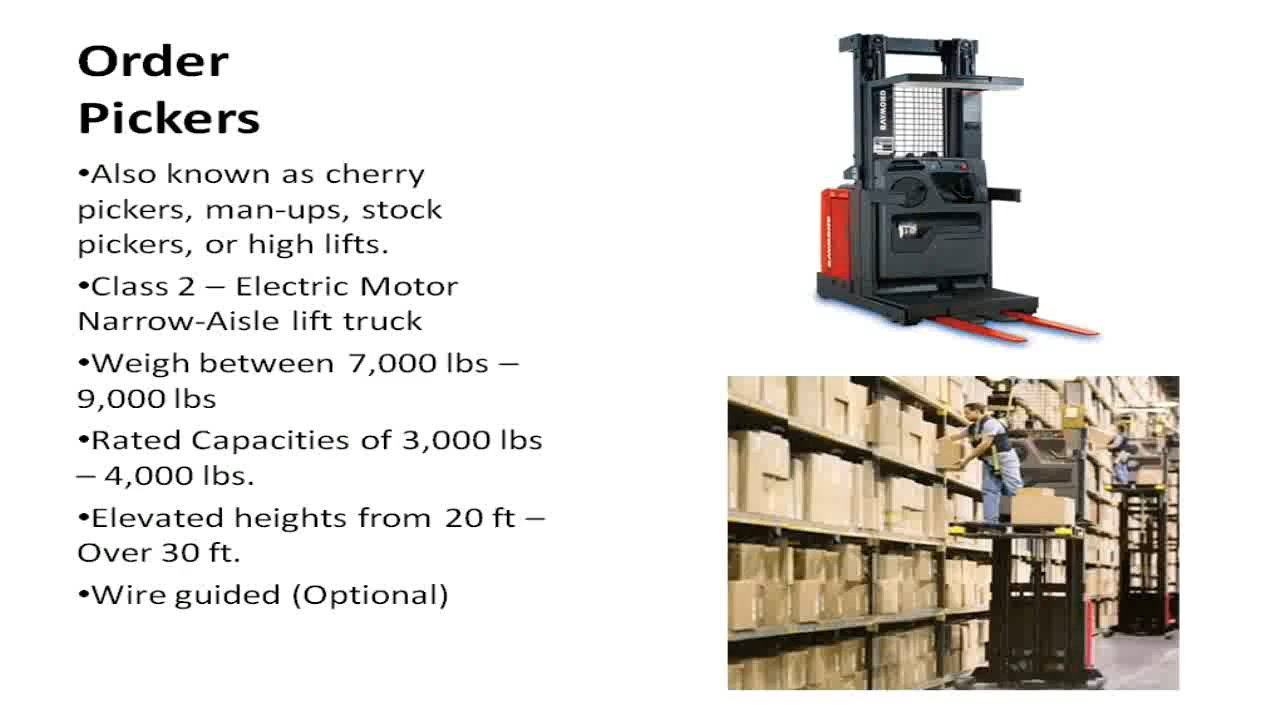 Order
Pickers
•Also known as cherry
pickers, man-ups, stock
pickers, or high lifts.
•Class 2 – Electric Motor
Narrow-Aisle lift truck
•Weigh between 7,000 lbs –
9,000 lbs
•Rated Capacities of 3,000 lbs
– 4,000 lbs.
•Elevated heights from 20 ft –
Over 30 ft.
•Wire guided (Optional)